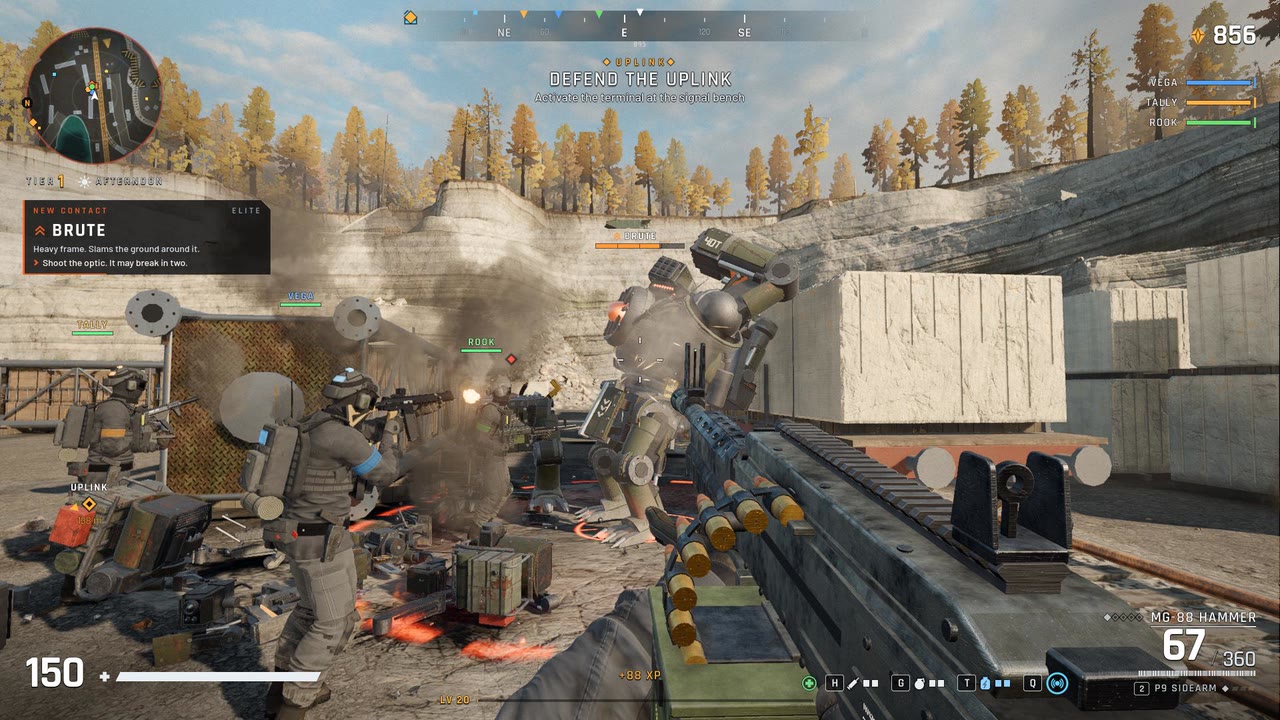 NE
E
120
SE
895
856
UPLINK
DEFEND THE UPLINK
Activate the terminal at the signal bench
VEGA
TALLY
ROOK
N
TIER 1
AFTERNOON
NEW CONTACT
ELITE
BRUTE
Heavy frame. Slams the ground around it.
Shoot the optic. It may break in two.
BRUTE
VEGA
TALLY
ROOK
UPLINK
MG-88 HAMMER
67 / 360
150
+88 XP
LV 20
H
G
T
Q
2 P9 SIDEARM